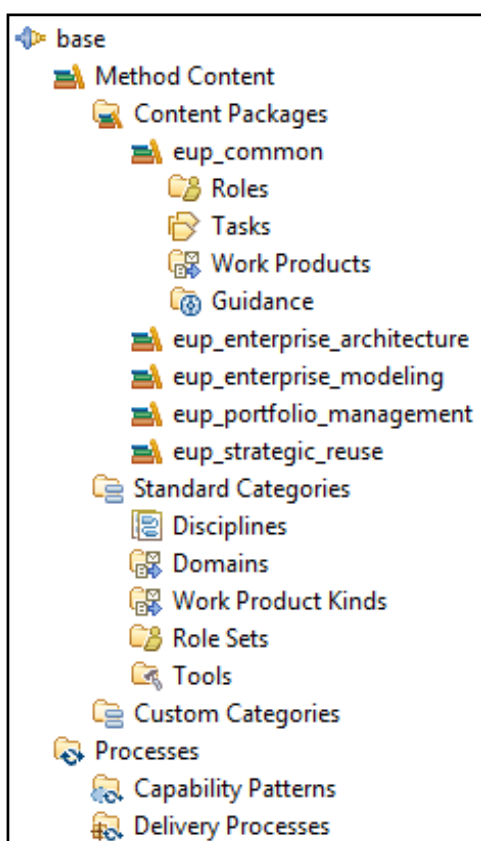 base
Method Content
Content Packages
eup_common
Roles
Tasks
Work Products
Guidance
eup_enterprise_architecture
eup_enterprise_modeling
eup_portfolio_management
eup_strategic_reuse
Standard Categories
Disciplines
Domains
Work Product Kinds
Role Sets
Tools
Custom Categories
Processes
Capability Patterns
Delivery Processes